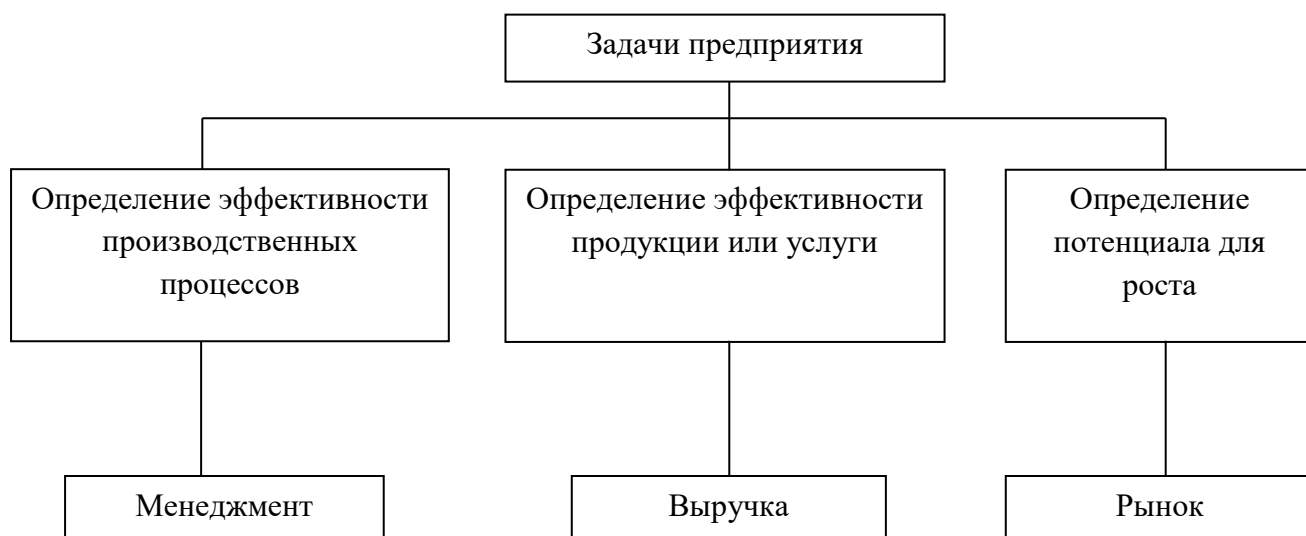 Задачи предприятия
Определение эффективности
производственных
процессов
Определение эффективности
продукции или услуги
Определение
потенциала для
роста
Менеджмент
Выручка
Рынок